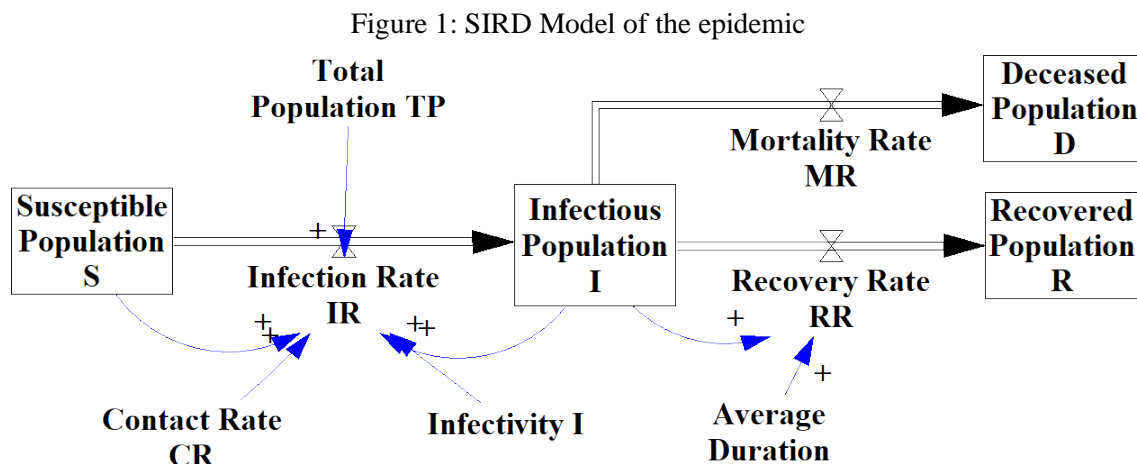 Figure 1: SIRD Model of the epidemic
Total
Population TP
Deceased
Population
D
Mortality Rate
MR
Susceptible
Population
S
+
Infection Rate
IR
Infectious
Population
I
Recovery Rate
RR
Recovered
Population
R
+
+
+
+
+
+
Contact Rate
CR
Infectivity I
Average
Duration